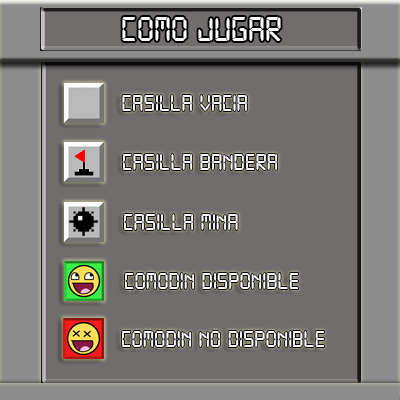 COMO JUGAR
CASILLA VACIA
CASILLA BANDERA
CASILLA MINA
COMODIN DISPONIBLE
COMODIN NO DISPONIBLE